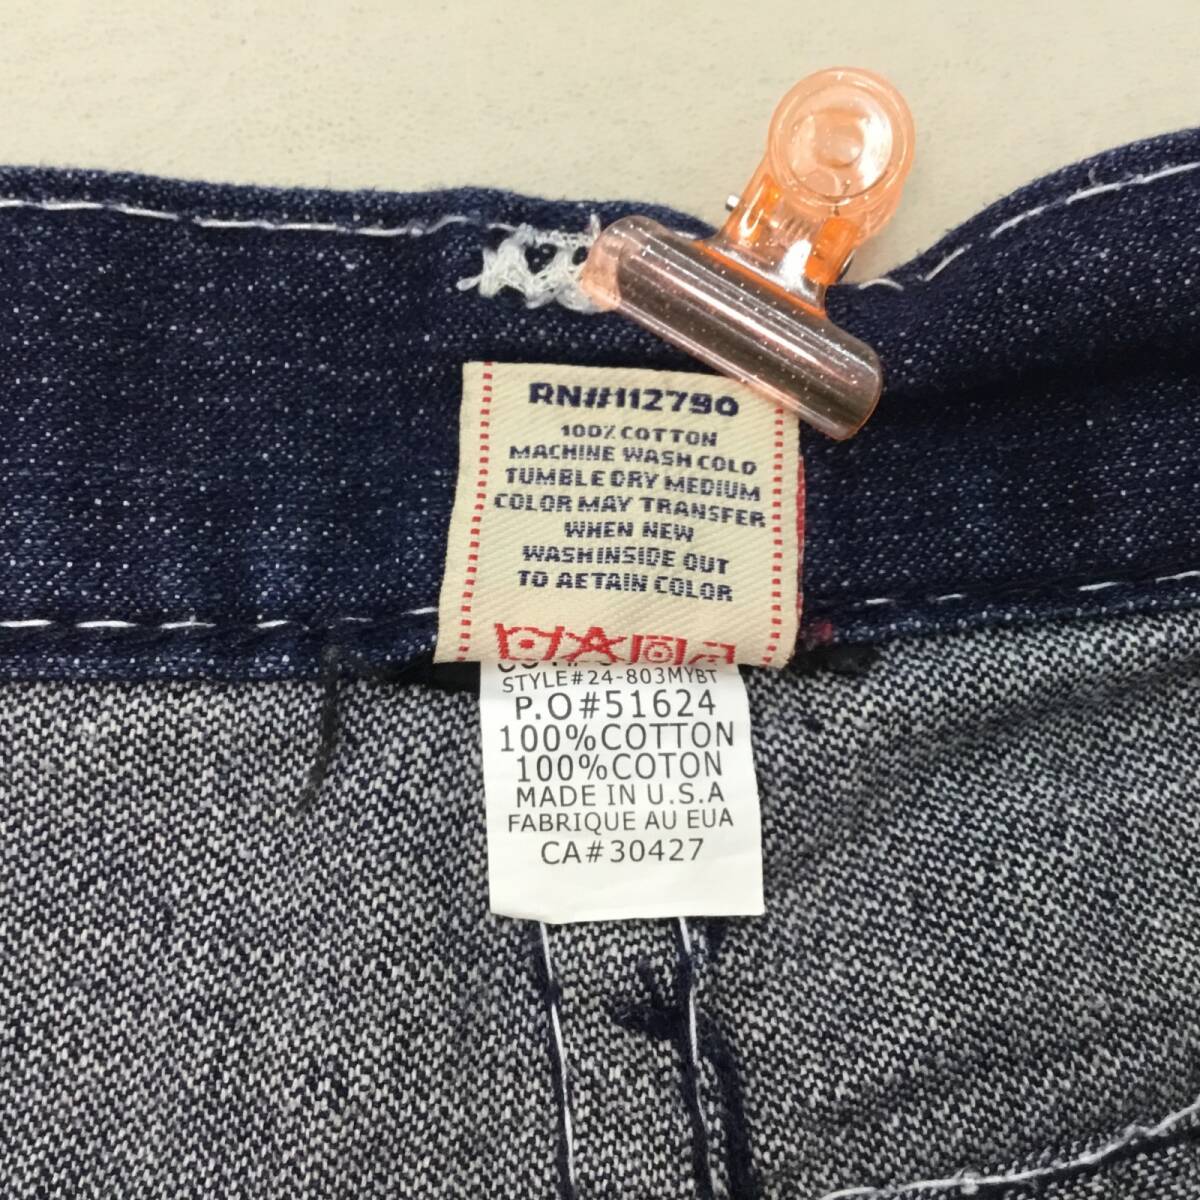 RN#112790
100% COTTON
MACHINE WASH COLD
TUMBLE DRY MEDIUM
COLOR MAY TRANSFER
WHEN NEW
WASH INSIDE OUT
TO AETAIN COLOR
STYLE#24-803MYBT
P.O#51624
100%COTTON
100%COTON
MADE IN U.S.A
FABRIQUE AU EUA
CA#30427